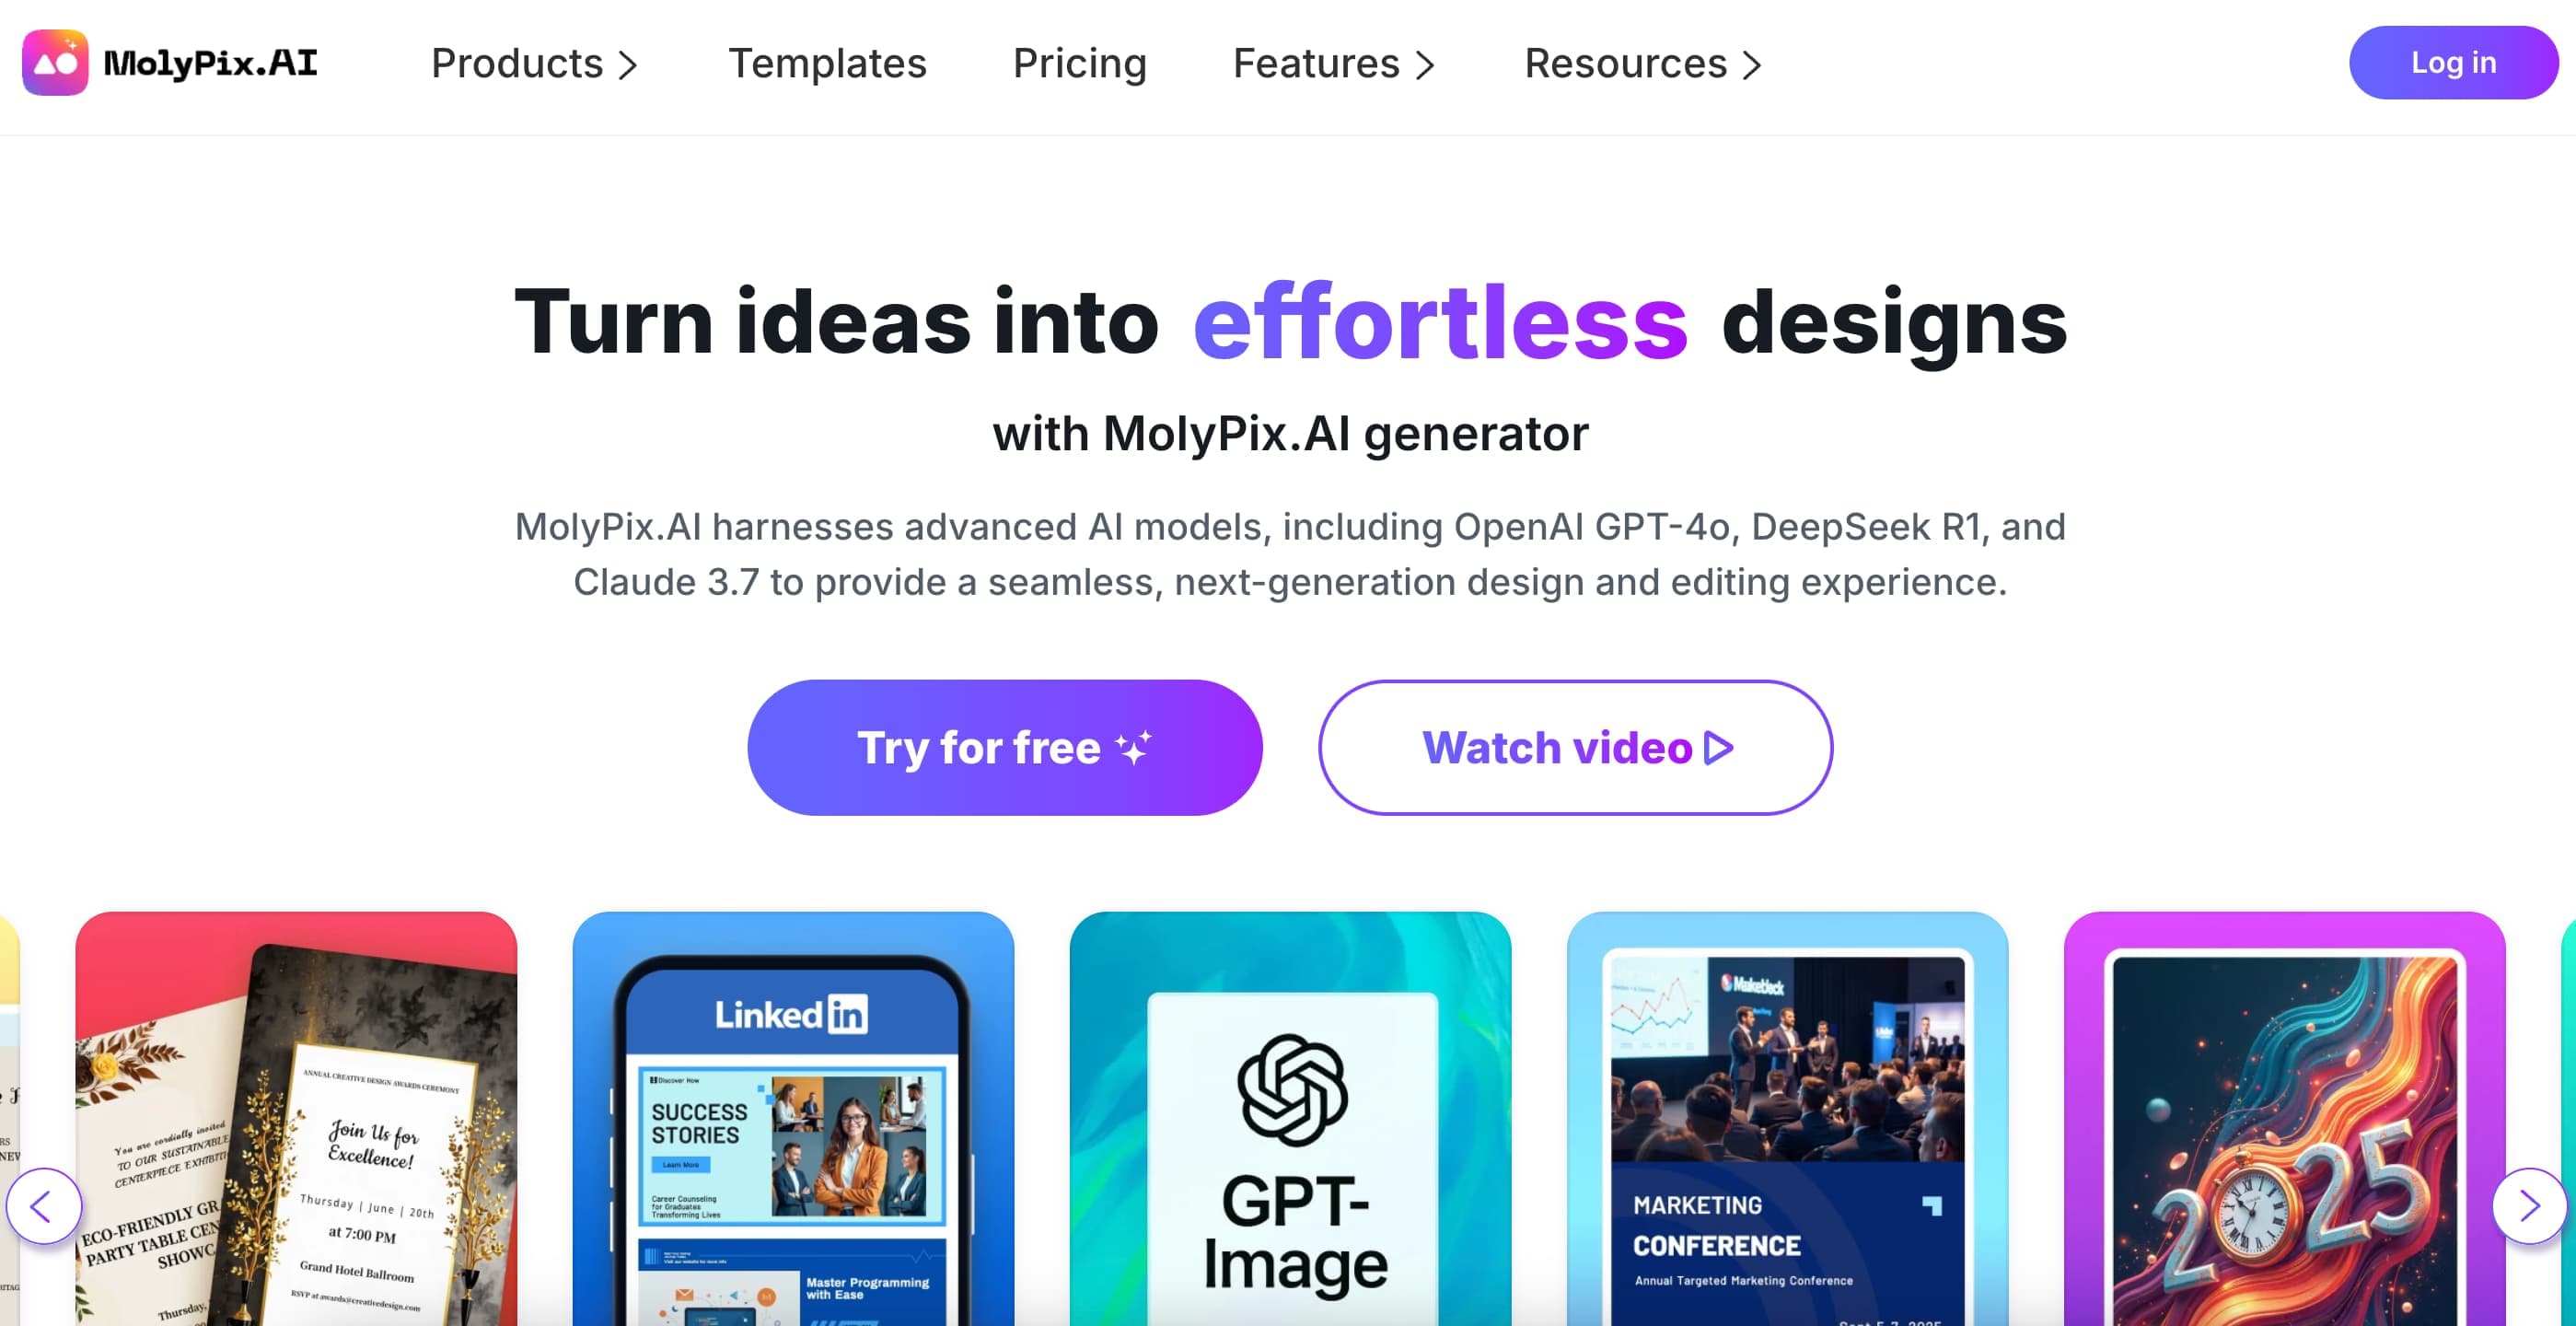 MolyPix.AI
Products
Templates
Pricing
Features
Resources
Log in
Turn ideas into effortless designs
with MolyPix.AI generator
MolyPix.AI harnesses advanced AI models, including OpenAI GPT-4o, DeepSeek R1, and
Claude 3.7 to provide a seamless, next-generation design and editing experience.
Try for free
Watch video
You are cordially invited
TO OUR SUSTAINABLE
CENTERPIECE
ECO-FRIENDLY GR
PARTY TABLE CEN
SHOWC
Thursday,
ANNUAL CREATIVE DESIGN AWARDS CEREMONY
Join Us for
Excellence!
Thursday | June | 20th
at 7:00 PM
Grand Hotel Ballroom
RSVP at awards@creativedesign.com
Linked in
Discover How
SUCCESS
STORIES
Learn More
Career Counseling
for Graduates
Transforming Lives
Master Programming
with Ease
GPT-
Image
MARKETING
CONFERENCE
Annual Targeted Marketing Conference
2025